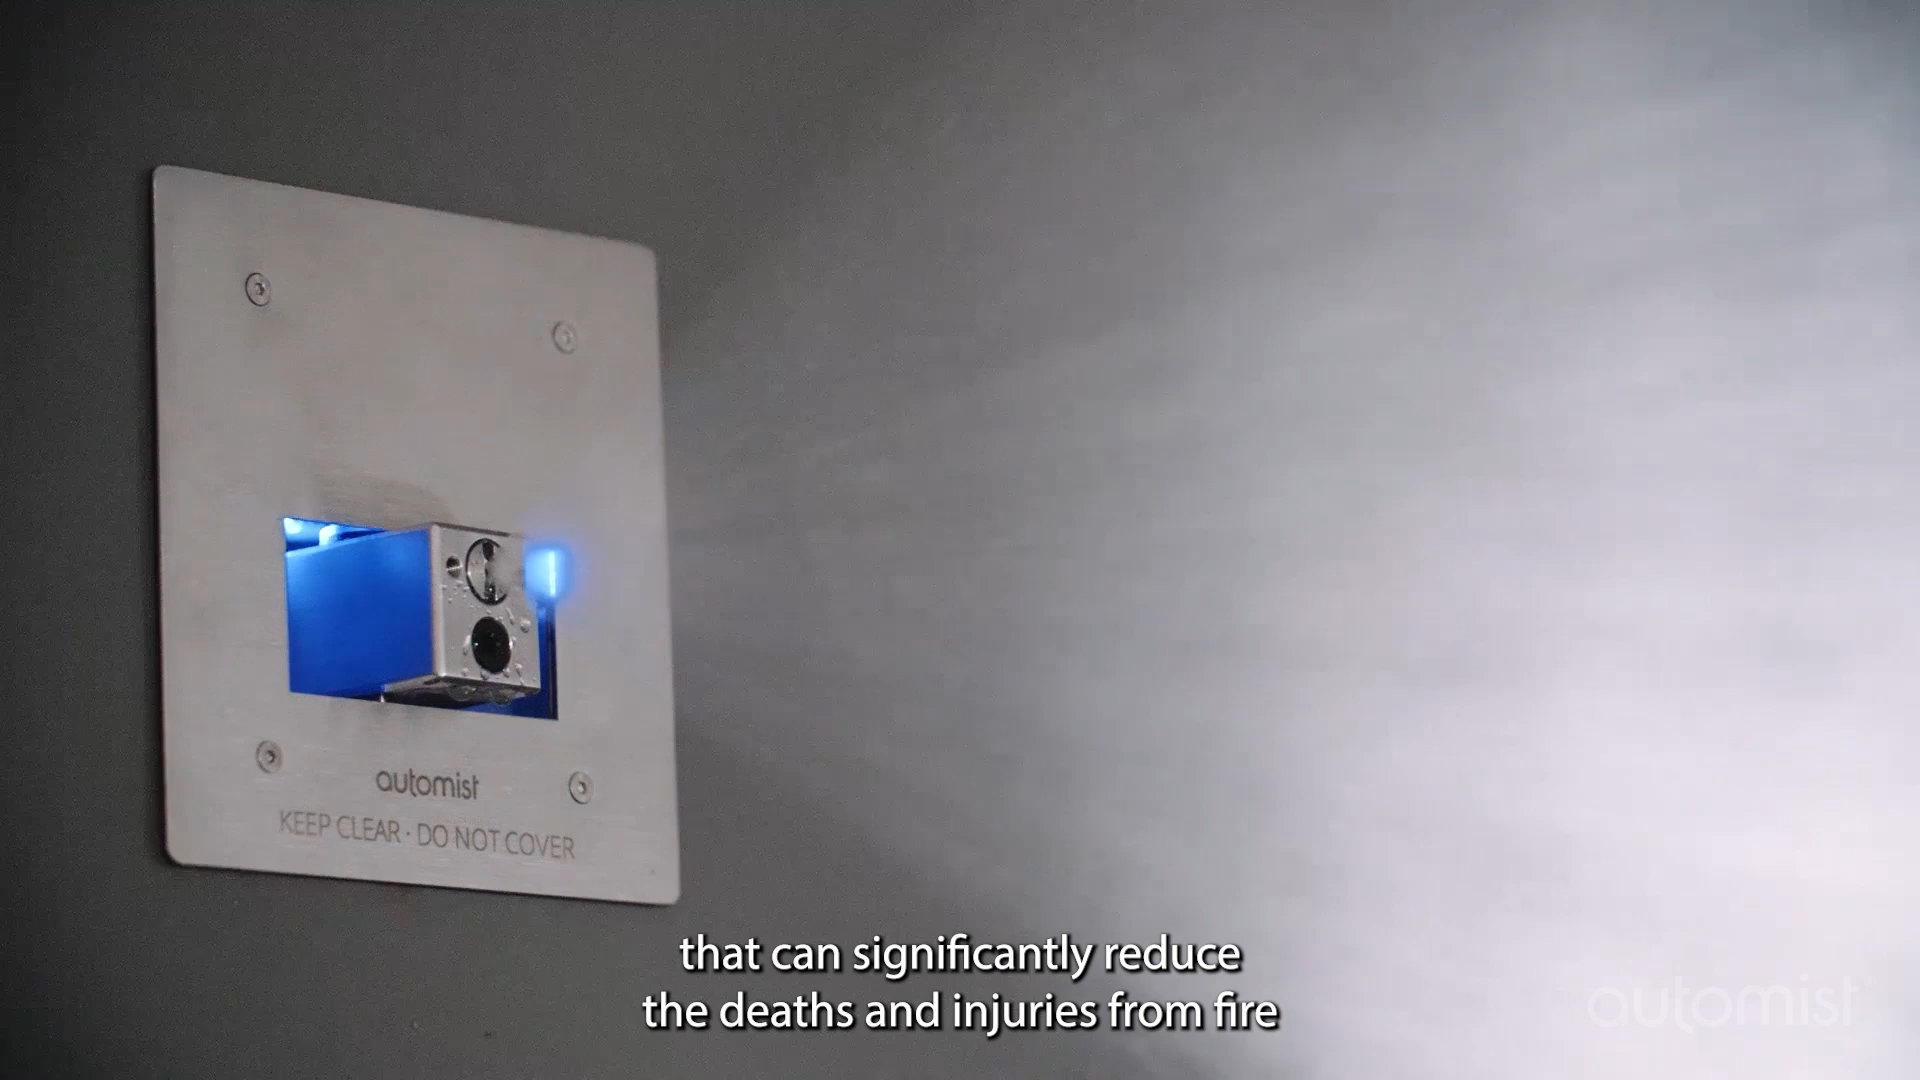 automist
KEEP CLEAR · DO NOT COVER
that can significantly reduce
the deaths and injuries from fire
automist